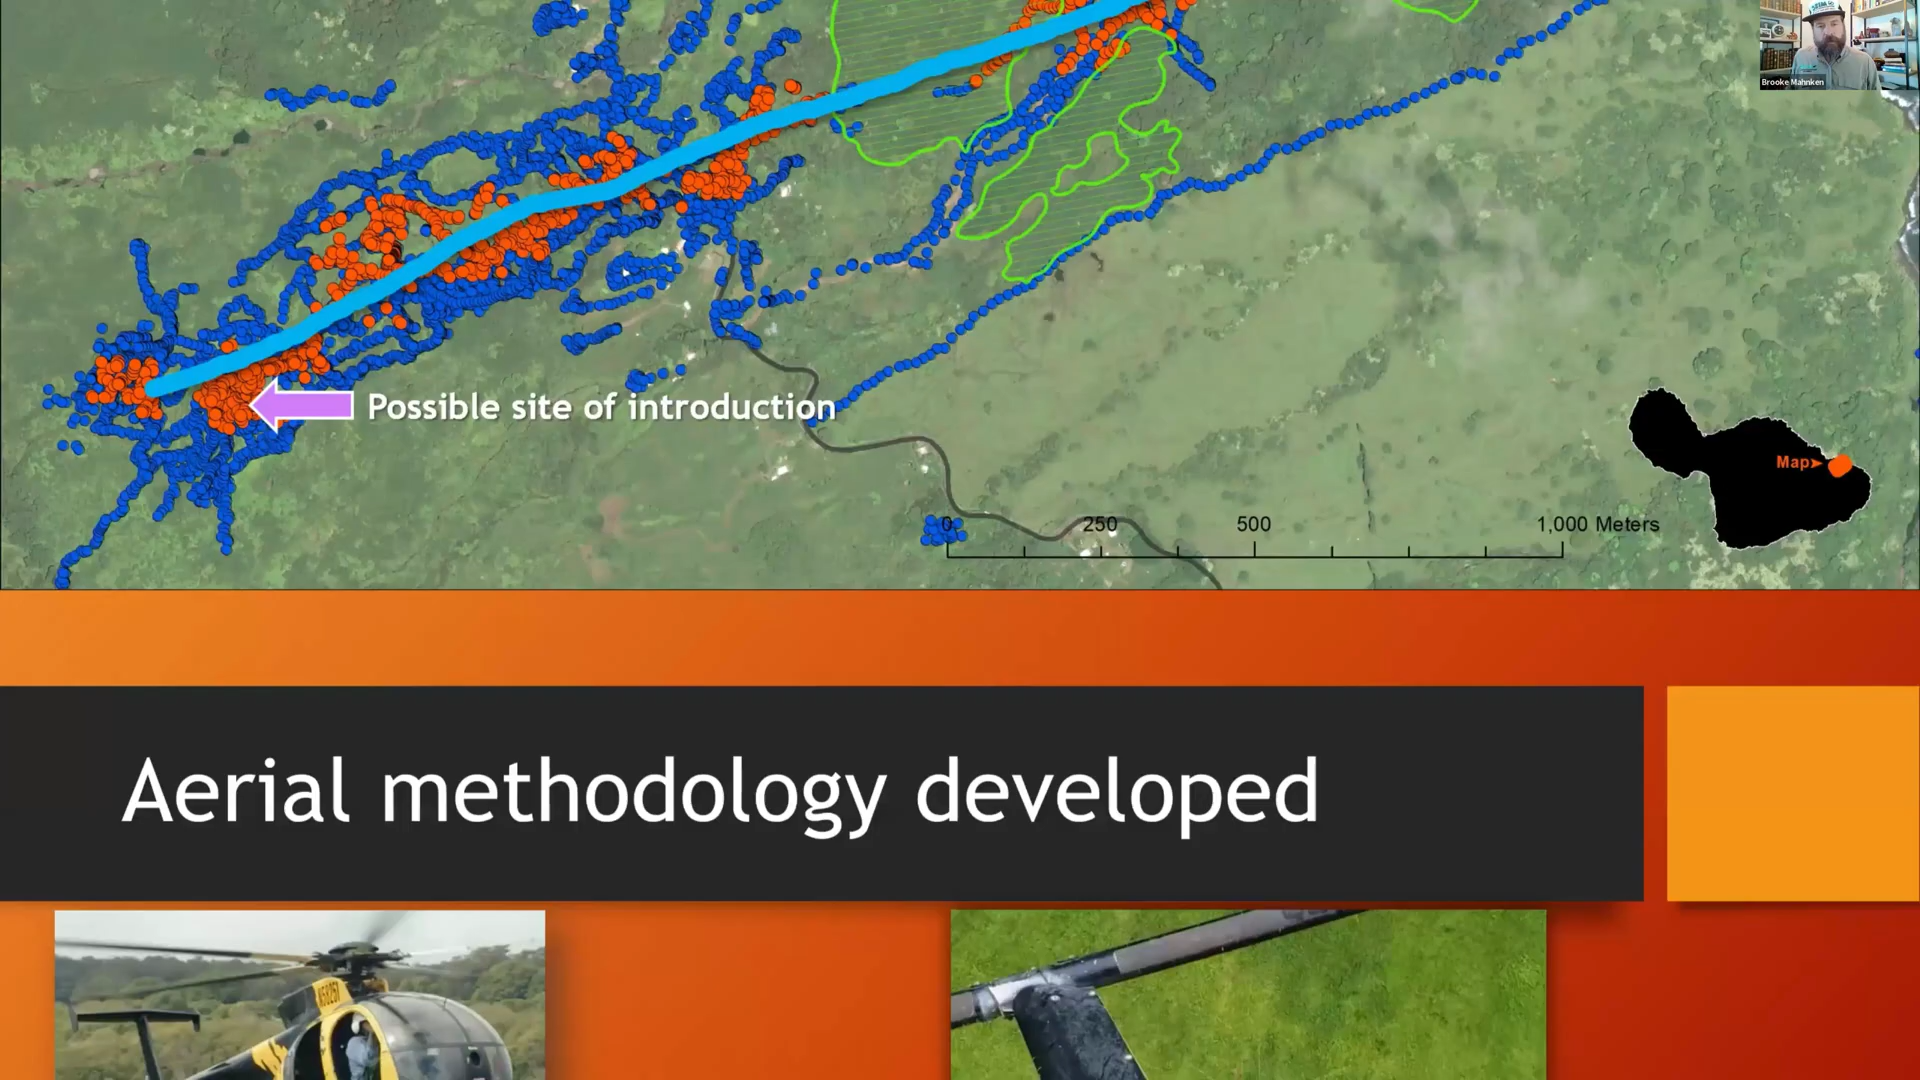 Brooke Mahnken
Possible site of introduction
Map
0 250 500 1,000 Meters
Aerial methodology developed